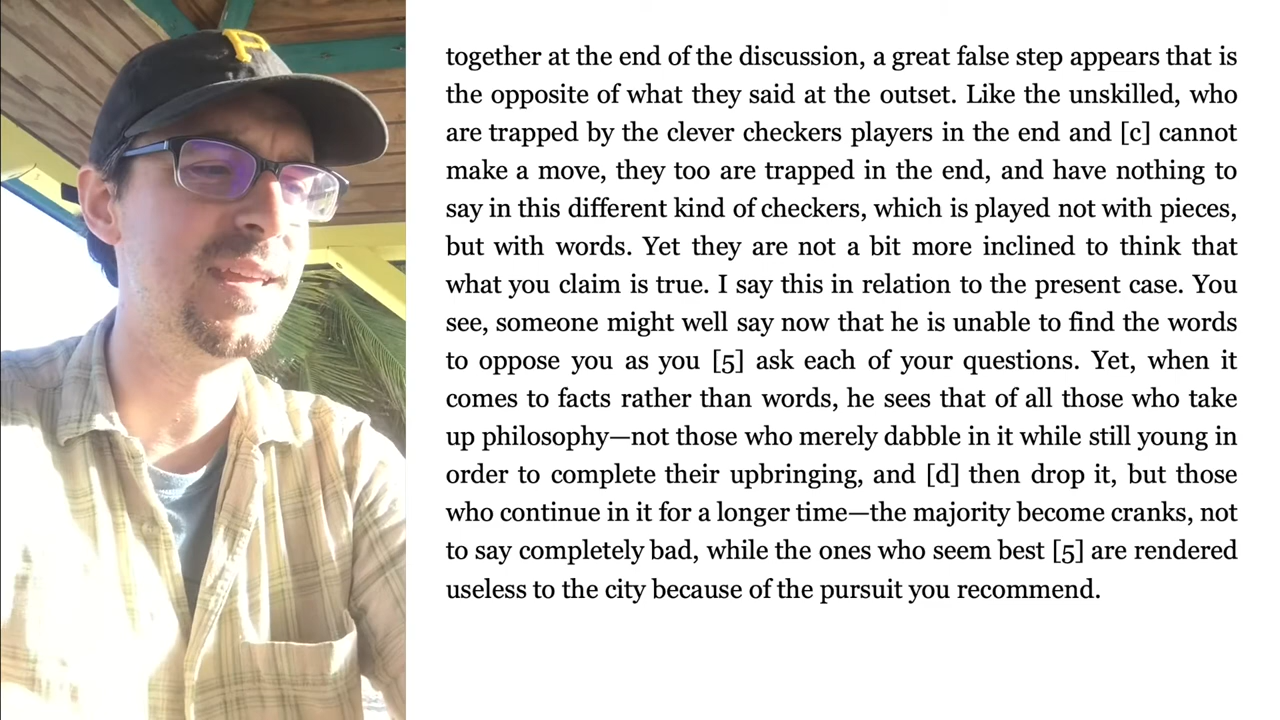 P
together at the end of the discussion, a great false step appears that is
the opposite of what they said at the outset. Like the unskilled, who
are trapped by the clever checkers players in the end and [c] cannot
make a move, they too are trapped in the end, and have nothing to
say in this different kind of checkers, which is played not with pieces,
but with words. Yet they are not a bit more inclined to think that
what you claim is true. I say this in relation to the present case. You
see, someone might well say now that he is unable to find the words
to oppose you as you [5] ask each of your questions. Yet, when it
comes to facts rather than words, he sees that of all those who take
up philosophy—not those who merely dabble in it while still young in
order to complete their upbringing, and [d] then drop it, but those
who continue in it for a longer time—the majority become cranks, not
to say completely bad, while the ones who seem best [5] are rendered
useless to the city because of the pursuit you recommend.